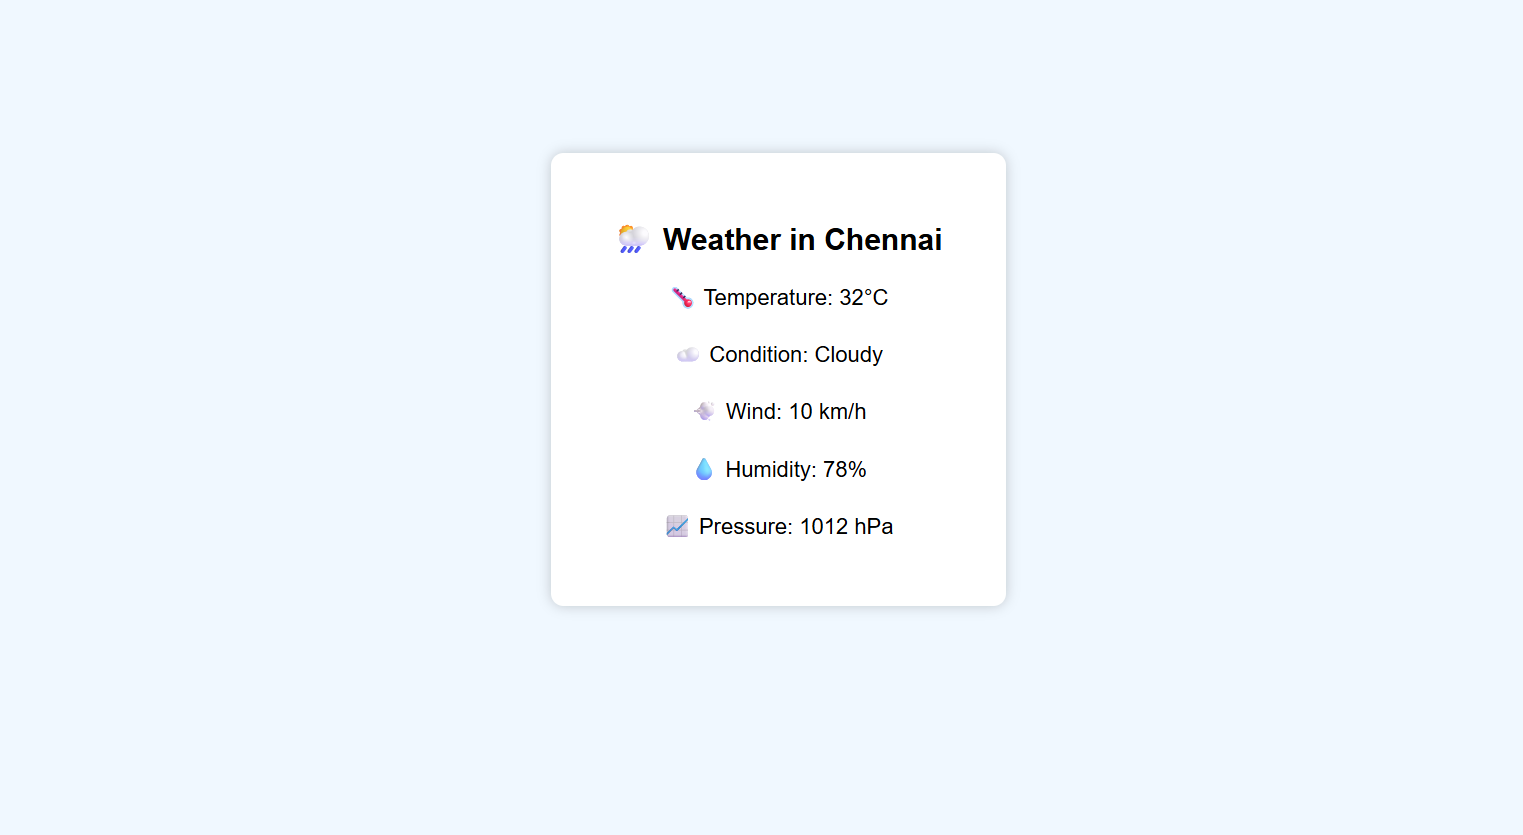 Weather in Chennai
Temperature: 32°C
Condition: Cloudy
Wind: 10 km/h
Humidity: 78%
Pressure: 1012 hPa